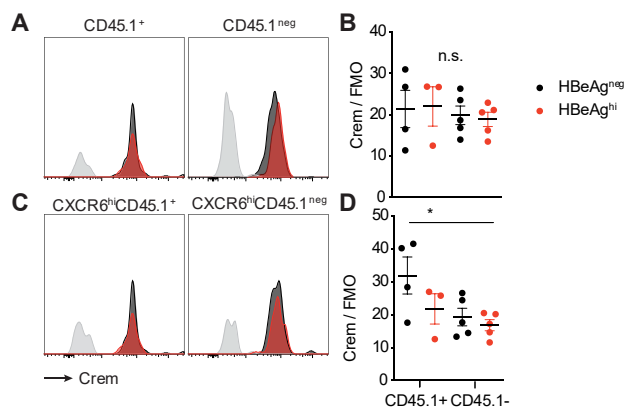 A
CD45.1⁺
CD45.1ⁿᵉᵍ
B
Crem / FMO
40
30
20
10
0
n.s.
HBeAgⁿᵉᵍ
HBeAgʰⁱ
C
CXCR6ʰⁱCD45.1⁺
CXCR6ʰⁱCD45.1ⁿᵉᵍ
Crem
D
Crem / FMO
50
40
30
20
10
0
*
CD45.1+ CD45.1-